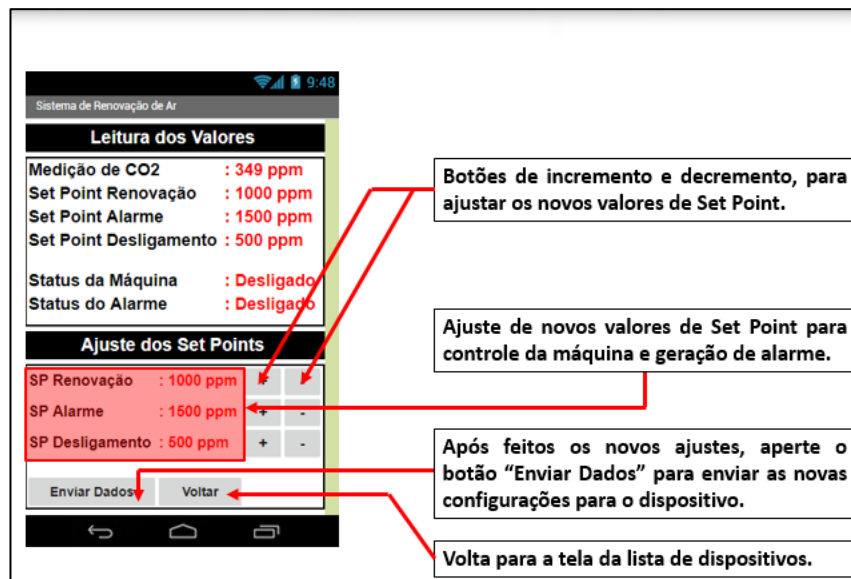 9:48
Sistema de Renovação de Ar
Leitura dos Valores
Medição de CO2 : 349 ppm
Set Point Renovação : 1000 ppm
Set Point Alarme : 1500 ppm
Set Point Desligamento : 500 ppm
Status da Máquina : Desligado
Status do Alarme : Desligado
Ajuste dos Set Points
SP Renovação : 1000 ppm
SP Alarme : 1500 ppm + -
SP Desligamento : 500 ppm + -
Enviar Dados Voltar
Botões de incremento e decremento, para
ajustar os novos valores de Set Point.
Ajuste de novos valores de Set Point para
controle da máquina e geração de alarme.
Após feitos os novos ajustes, aperte o
botão “Enviar Dados” para enviar as novas
configurações para o dispositivo.
Volta para a tela da lista de dispositivos.